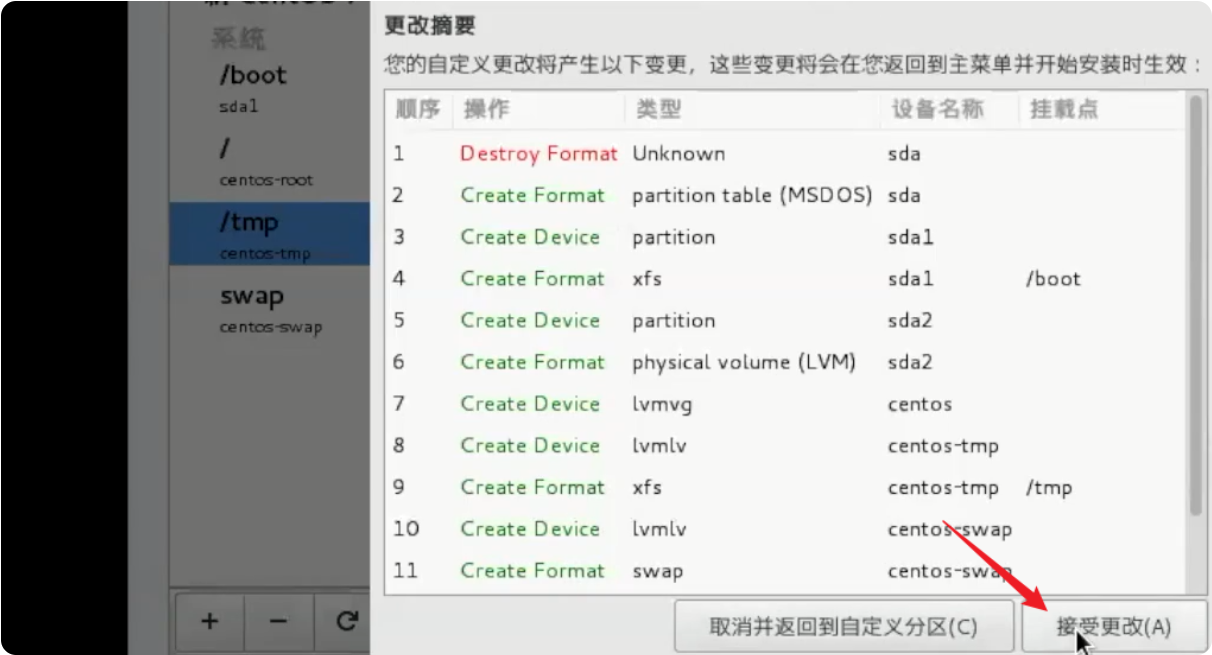 系统
/boot
sda1
/
centos-root
/tmp
centos-tmp
swap
centos-swap
+ −
更改摘要
您的自定义更改将产生以下变更，这些变更将会在您返回到主菜单并开始安装时生效：
顺序 操作 类型 设备名称 挂载点
1 Destroy Format Unknown sda
2 Create Format partition table (MSDOS) sda
3 Create Device partition sda1
4 Create Format xfs sda1 /boot
5 Create Device partition sda2
6 Create Format physical volume (LVM) sda2
7 Create Device lvmvg centos
8 Create Device lvmlv centos-tmp
9 Create Format xfs centos-tmp /tmp
10 Create Device lvmlv centos-swap
11 Create Format swap centos-swap
取消并返回到自定义分区(C) 接受更改(A)